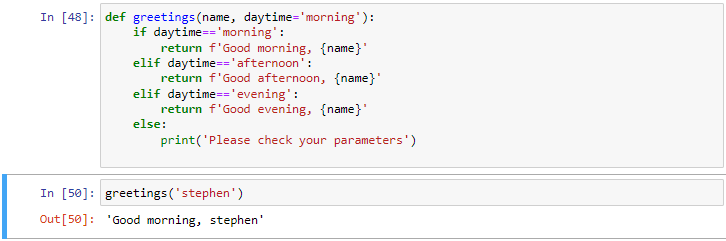 In [48]: def greetings(name, daytime='morning'):
    if daytime=='morning':
        return f'Good morning, {name}'
    elif daytime=='afternoon':
        return f'Good afternoon, {name}'
    elif daytime=='evening':
        return f'Good evening, {name}'
    else:
        print('Please check your parameters')
In [50]: greetings('stephen')
Out[50]: 'Good morning, stephen'